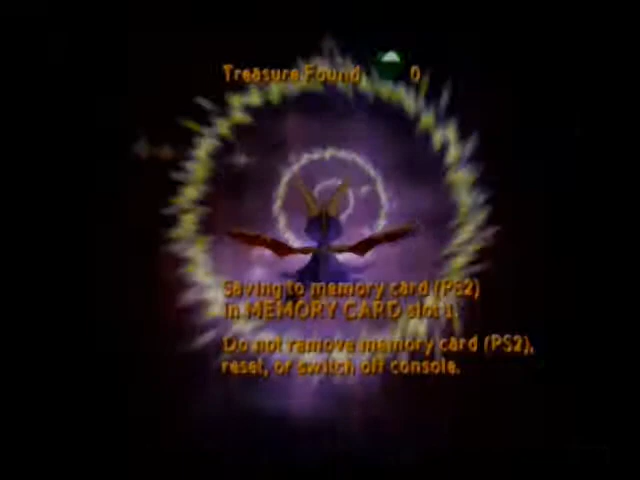 Treasure Found 0
Saving to memory card (PS2)
in MEMORY CARD slot 1.
Do not remove memory card (PS2),
reset, or switch off console.